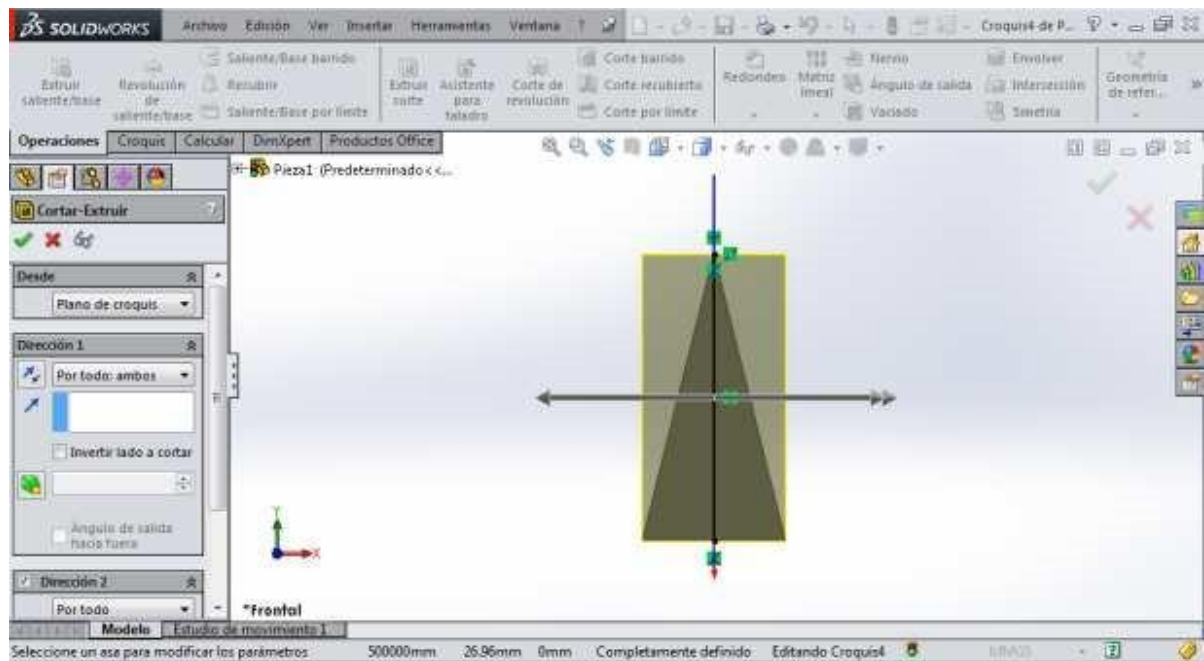 SOLIDWORKS Archivo Edición Ver Insertar Herramientas Ventana ? Croquis4 de P...
Extruir saliente/base
Revolución de saliente/base
Saliente/Base barrido
Recubrir
Saliente/Base por límite
Extruir corte
Asistente para taladro
Corte de revolución
Corte barrido
Corte recubierto
Corte por límite
Redondeo
Matriz lineal
Nervio
Ángulo de salida
Vaciado
Envolver
Intersección
Simetría
Geometría de refer...
Operaciones Croquis Calcular DimXpert Productos Office
Pieza1 (Predeterminado<<...
Cortar-Extruir ?
Desde
Plano de croquis
Dirección 1
Por todo: ambos
Invertir lado a cortar
Ángulo de salida hacia fuera
Dirección 2
Por todo
Y
X
*Frontal
Modelo Estudio de movimiento 1
Seleccione un asa para modificar los parámetros 500000mm 26.96mm 0mm Completamente definido Editando Croquis4